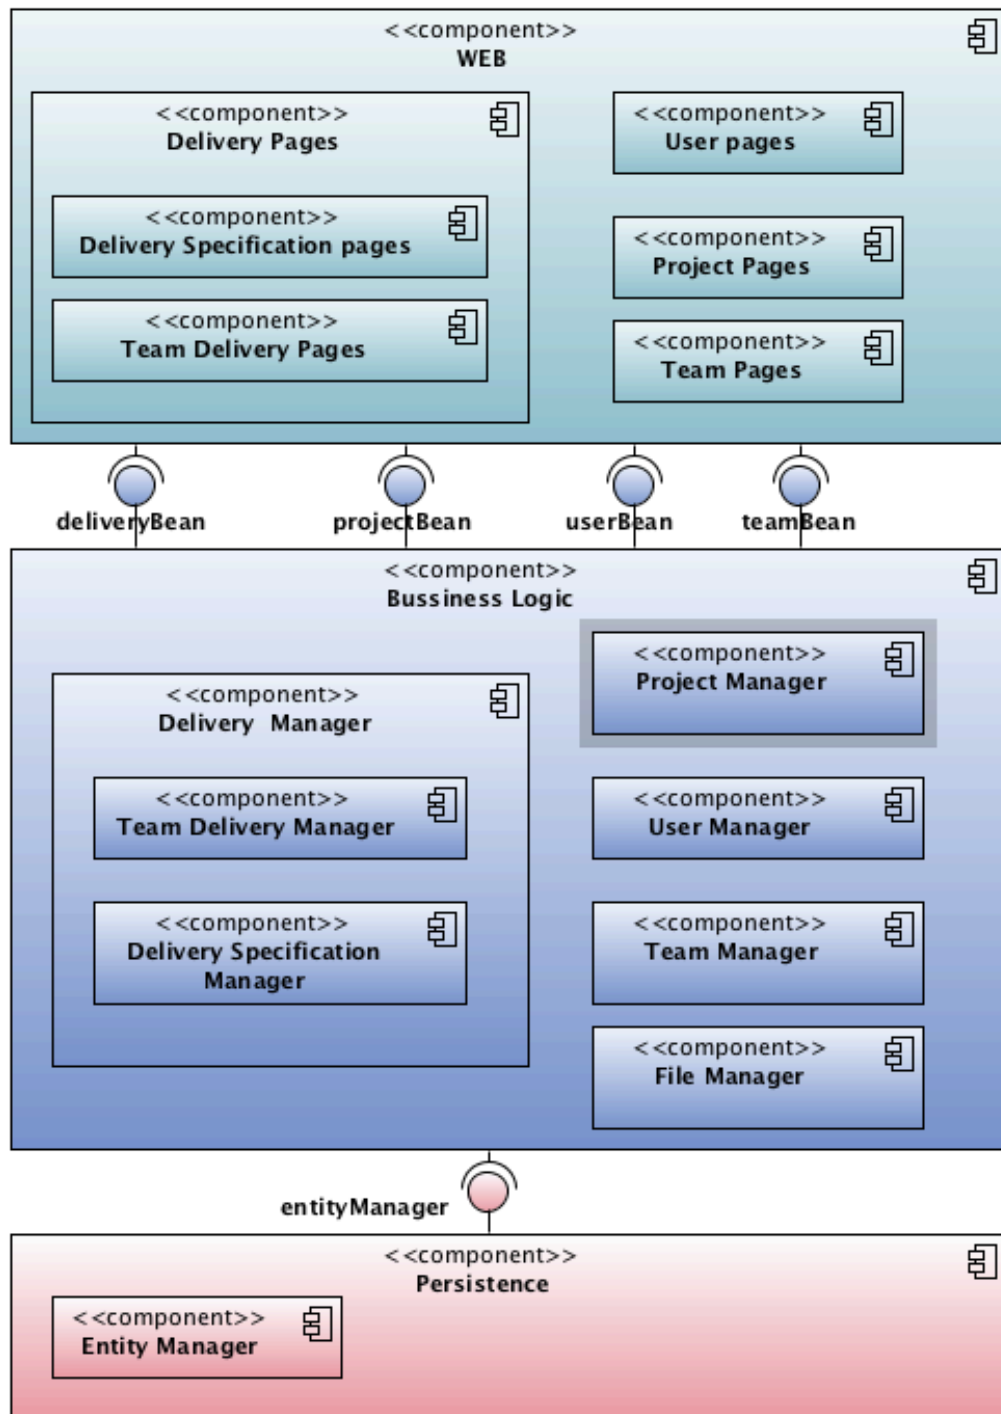 <<component>>
WEB
<<component>>
Delivery Pages
<<component>>
Delivery Specification pages
<<component>>
Team Delivery Pages
<<component>>
User pages
<<component>>
Project Pages
<<component>>
Team Pages
deliveryBean
projectBean
userBean
teamBean
<<component>>
Bussiness Logic
<<component>>
Delivery  Manager
<<component>>
Team Delivery Manager
<<component>>
Delivery Specification
Manager
<<component>>
Project Manager
<<component>>
User Manager
<<component>>
Team Manager
<<component>>
File Manager
entityManager
<<component>>
Persistence
<<component>>
Entity Manager